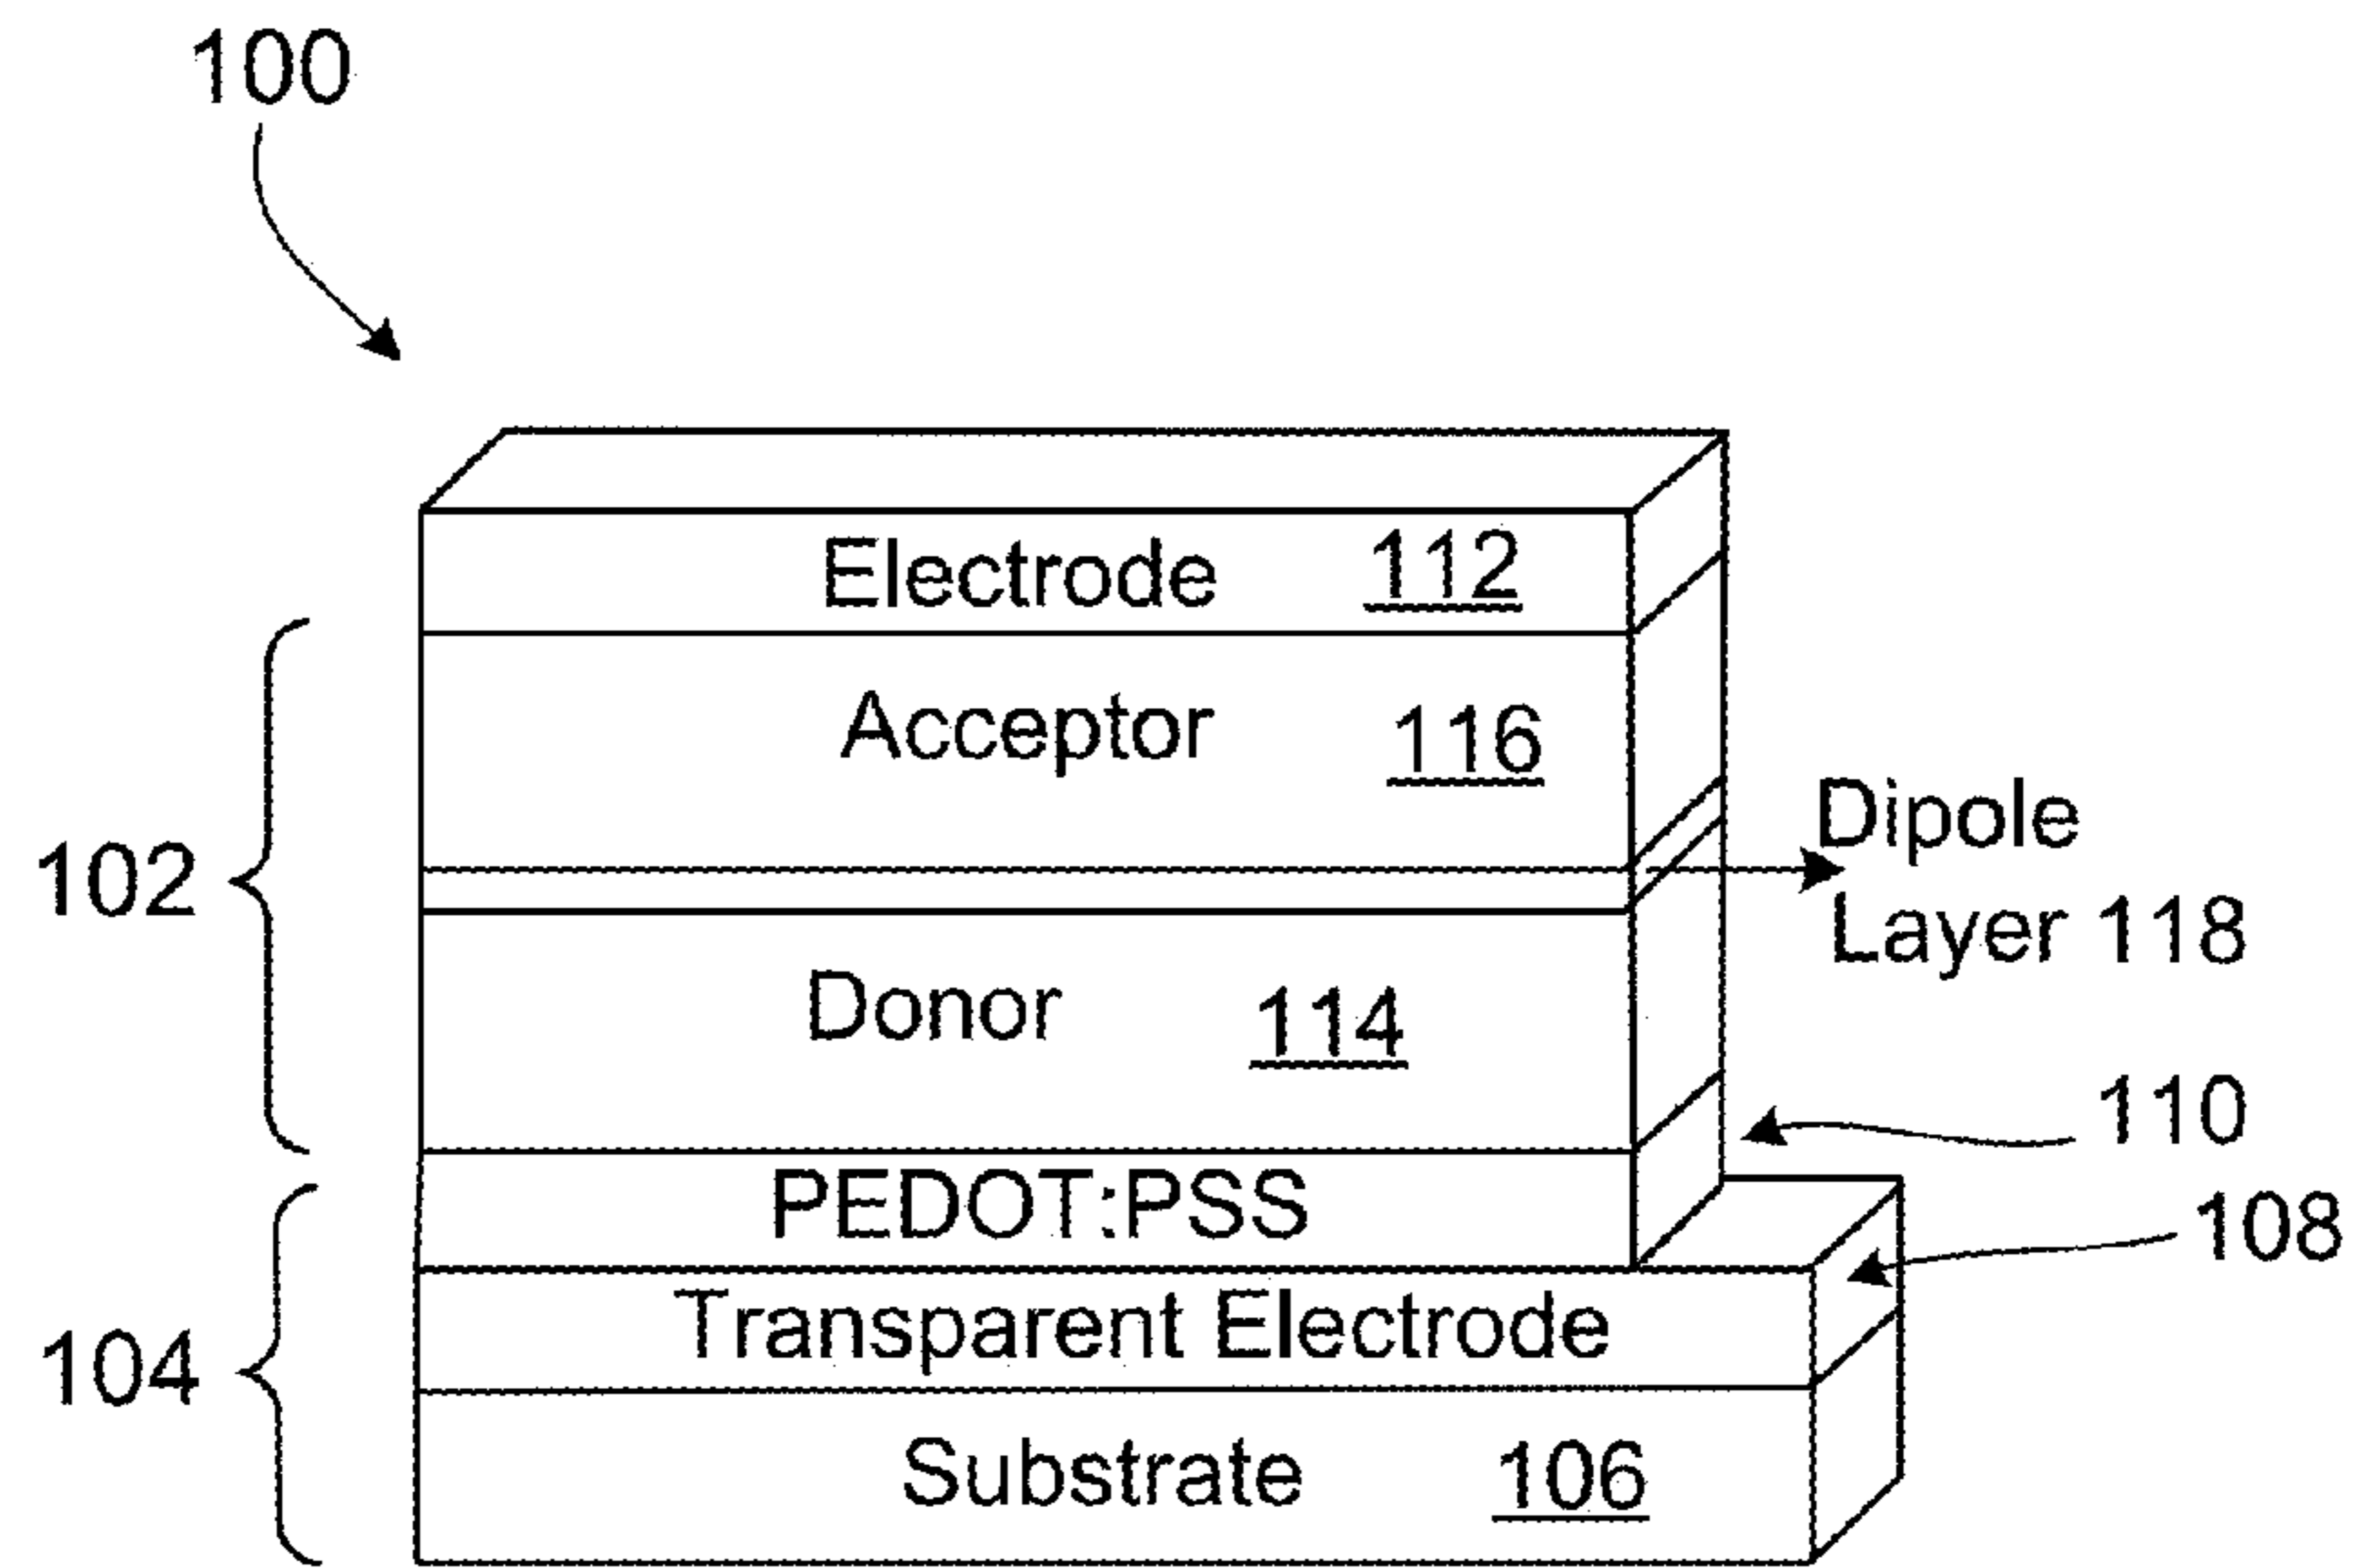 100
Electrode 112
Acceptor 116
102
Dipole
Layer 118
Donor 114
110
PEDOT:PSS
108
Transparent Electrode
104
Substrate 106